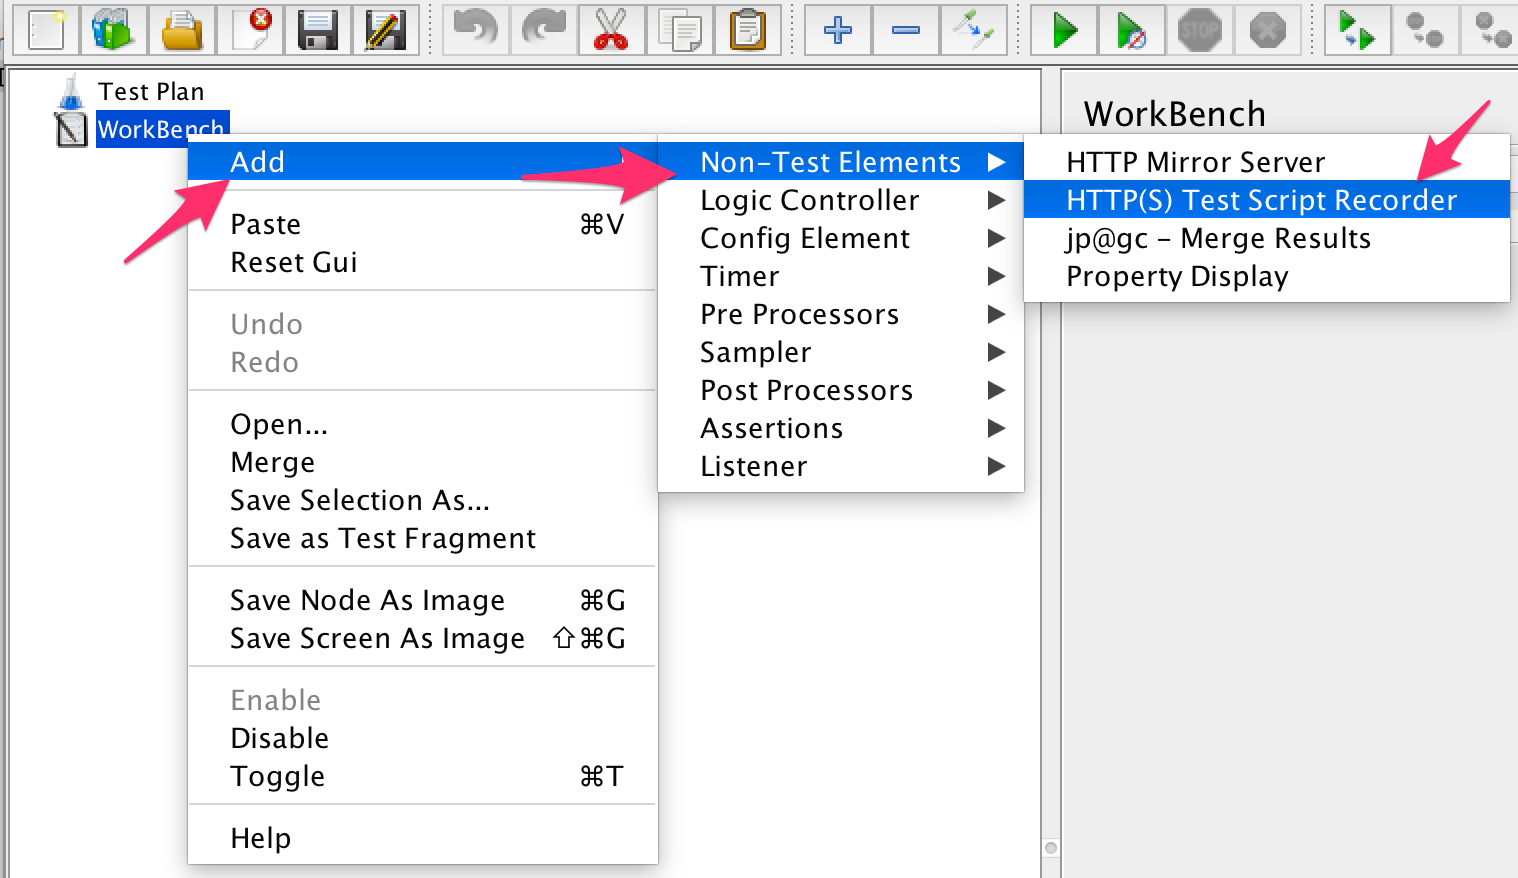 STOP
Test Plan
WorkBench
WorkBench
Add
Paste ⌘V
Reset Gui
Undo
Redo
Open...
Merge
Save Selection As...
Save as Test Fragment
Save Node As Image ⌘G
Save Screen As Image ⇧⌘G
Enable
Disable
Toggle ⌘T
Help
Non-Test Elements
Logic Controller
Config Element
Timer
Pre Processors
Sampler
Post Processors
Assertions
Listener
HTTP Mirror Server
HTTP(S) Test Script Recorder
jp@gc - Merge Results
Property Display